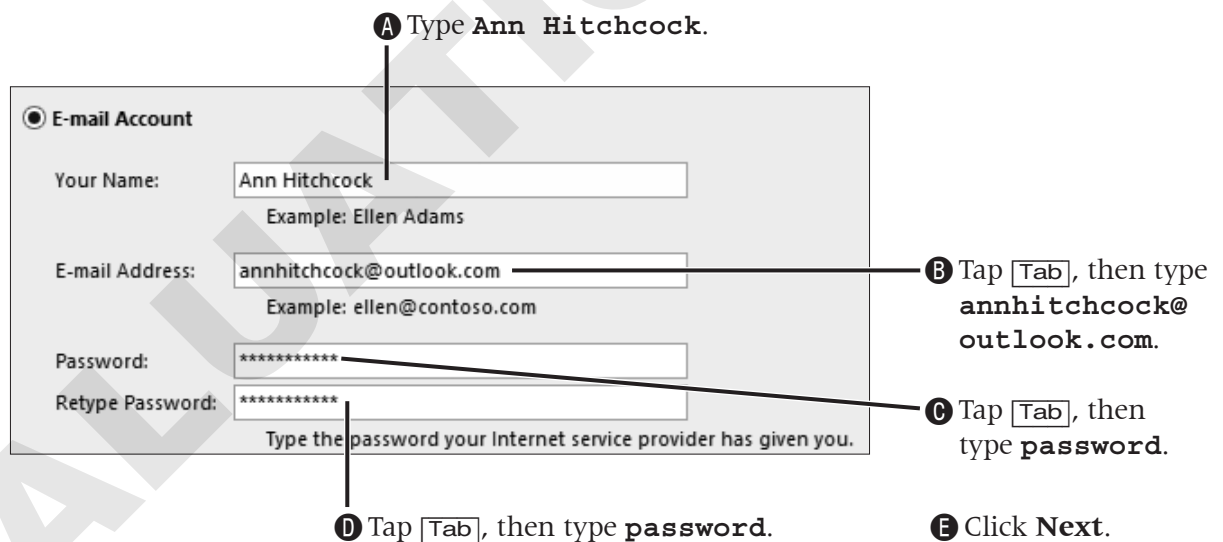 A Type Ann Hitchcock.
E-mail Account
Your Name: Ann Hitchcock
Example: Ellen Adams
E-mail Address: annhitchcock@outlook.com
Example: ellen@contoso.com
Password: ***********
Retype Password: ***********
Type the password your Internet service provider has given you.
B Tap Tab, then type
annhitchcock@
outlook.com.
C Tap Tab, then
type password.
D Tap Tab, then type password.
E Click Next.